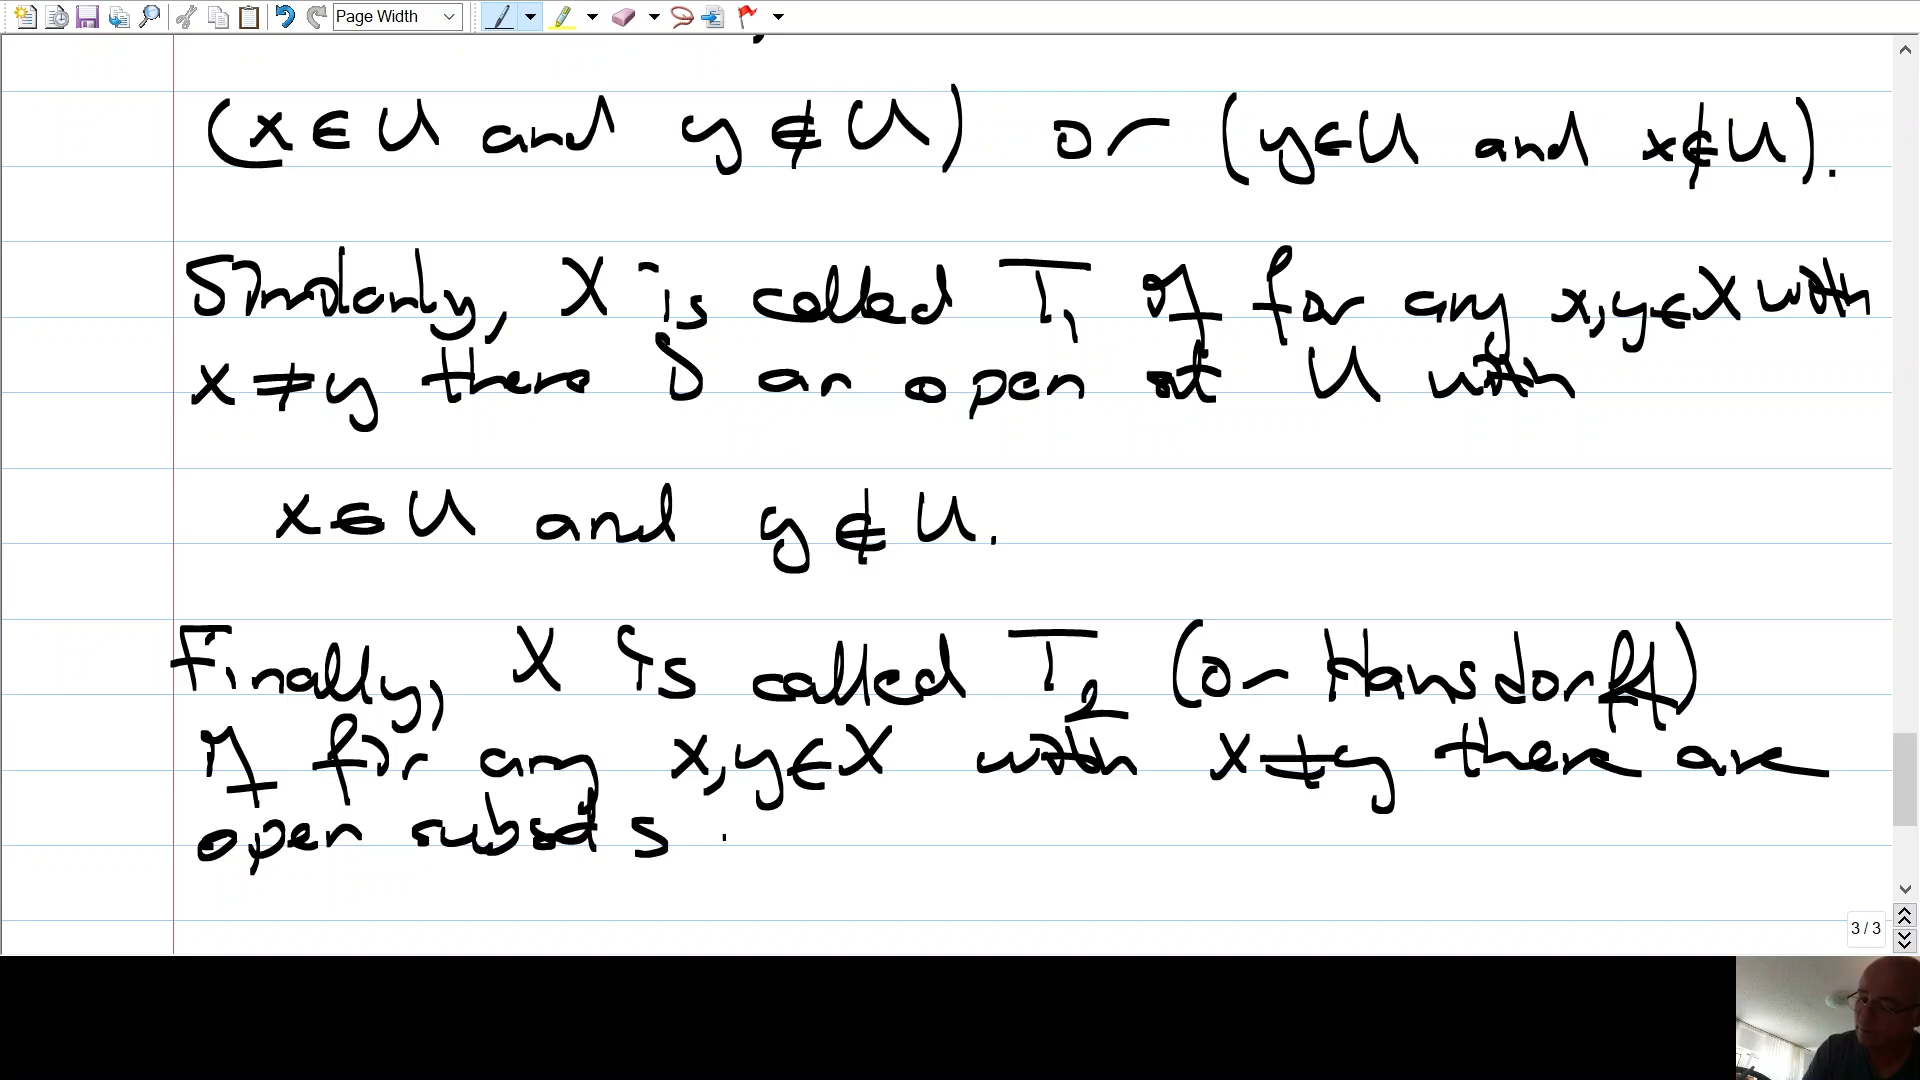 Page Width
(x ∈ U and y ∉ U) or (y ∈ U and x ∉ U).
Similarly, X is called T₁ if for any x, y ∈ X with
x ≠ y there is an open set U with
x ∈ U and y ∉ U.
Finally, X is called T₂ (or Hausdorff)
if for any x, y ∈ X with x ≠ y there are
open subsets
3 / 3